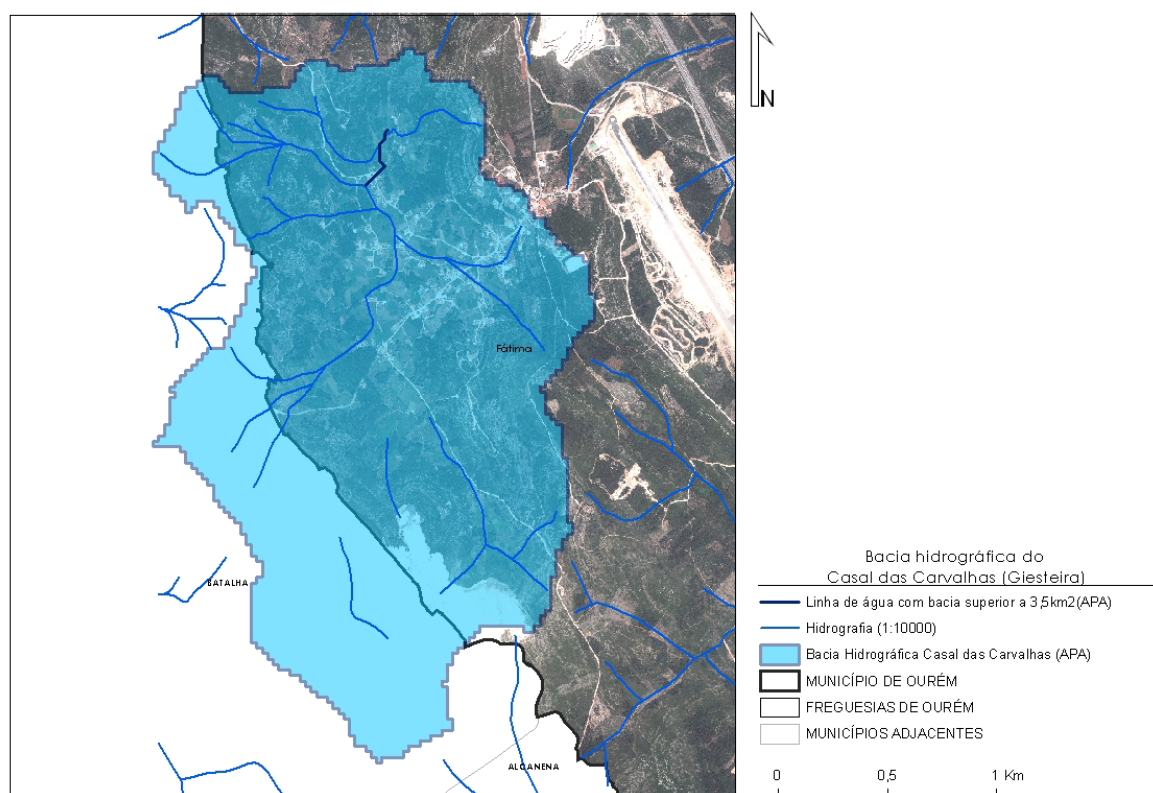 N
Fátima
BATALHA
ALCANENA
Bacia hidrográfica do
Casal das Carvalhas (Giesteira)
Linha de água com bacia superior a 3,5km2(APA)
Hidrografia (1:10000)
Bacia Hidrográfica Casal das Carvalhas (APA)
MUNICÍPIO DE OURÉM
FREGUESIAS DE OURÉM
MUNICÍPIOS ADJACENTES
0 0,5 1 Km